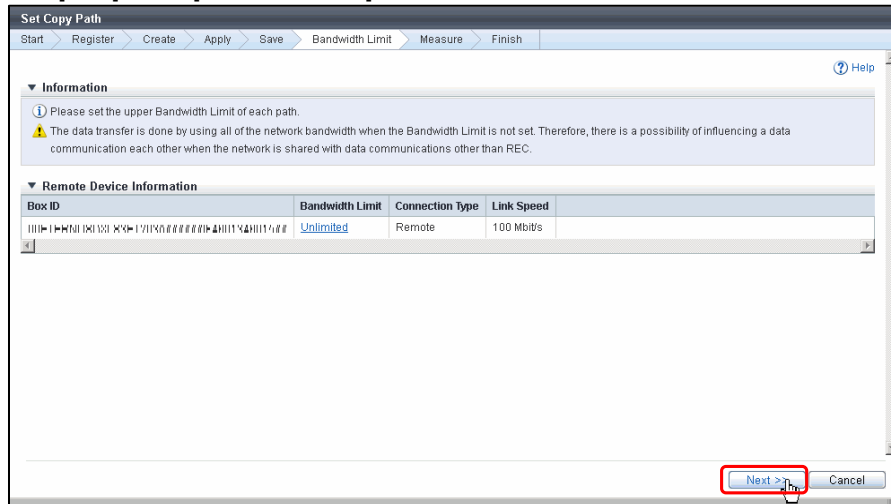 Set Copy Path
Start Register Create Apply Save Bandwidth Limit Measure Finish
Help
Information
Please set the upper Bandwidth Limit of each path.
The data transfer is done by using all of the network bandwidth when the Bandwidth Limit is not set. Therefore, there is a possibility of influencing a data
communication each other when the network is shared with data communications other than REC.
Remote Device Information
Box ID Bandwidth Limit Connection Type Link Speed
Unlimited Remote 100 Mbit/s
Next >> Cancel